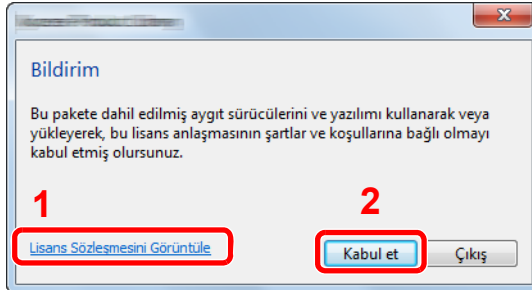 Bildirim
Bu pakete dahil edilmiş aygıt sürücülerini ve yazılımı kullanarak veya
yükleyerek, bu lisans anlaşmasının şartlar ve koşullarına bağlı olmayı
kabul etmiş olursunuz.
1
2
Lisans Sözleşmesini Görüntüle
Kabul et
Çıkış